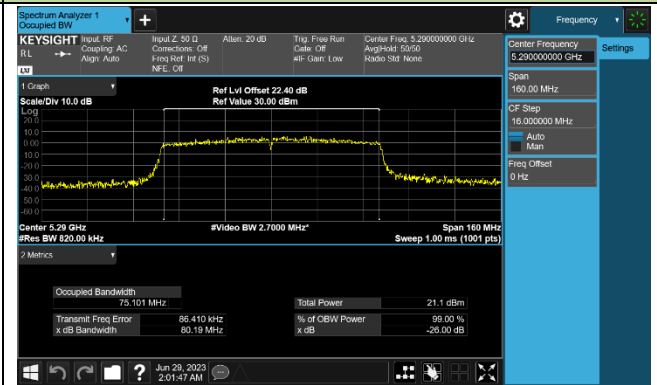 Spectrum Analyzer 1
Occupied BW
Frequency
KEYSIGHT
RL
LXI
Input: RF
Coupling: AC
Align: Auto
Input Z: 50 Ω
Corrections: Off
Freq Ref: Int (S)
NFE: Off
Atten: 20 dB
Trig: Free Run
Gate: Off
#IF Gain: Low
Center Freq: 5.290000000 GHz
Avg|Hold: 50/50
Radio Std: None
Center Frequency
5.290000000 GHz
Settings
Span
160.00 MHz
CF Step
16.000000 MHz
Auto
Man
Freq Offset
0 Hz
1 Graph
Scale/Div 10.0 dB
Ref Lvl Offset 22.40 dB
Ref Value 30.00 dBm
Log
20.0
10.0
0.00
-10.0
-20.0
-30.0
-40.0
-50.0
-60.0
Center 5.29 GHz
#Video BW 2.7000 MHz*
Span 160 MHz
#Res BW 820.00 kHz
Sweep 1.00 ms (1001 pts)
2 Metrics
Occupied Bandwidth
75.101 MHz
Total Power 21.1 dBm
Transmit Freq Error 86.410 kHz
% of OBW Power 99.00 %
x dB Bandwidth 80.19 MHz
x dB -26.00 dB
?
Jun 29, 2023
2:01:47 AM